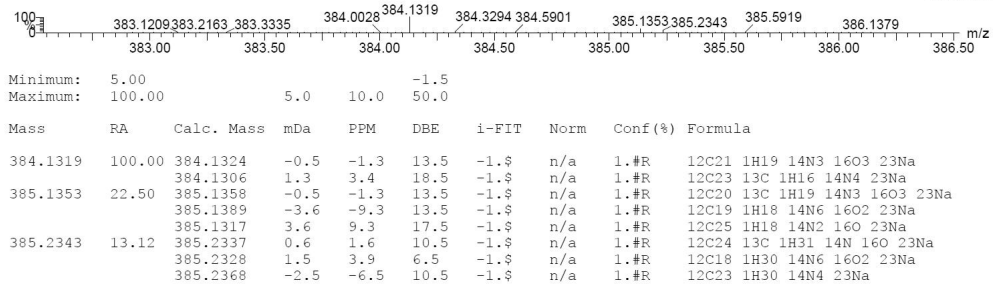 384.1319
383.1209 383.2163 383.3335 384.0028 384.3294 384.5901 385.1353 385.2343 385.5919 386.1379
100
%
0
m/z
383.00 383.50 384.00 384.50 385.00 385.50 386.00 386.50
Minimum: 5.00 -1.5
Maximum: 100.00 5.0 10.0 50.0
Mass RA Calc. Mass mDa PPM DBE i-FIT Norm Conf(%) Formula
384.1319 100.00 384.1324 -0.5 -1.3 13.5 -1.$ n/a 1.#R 12C21 1H19 14N3 16O3 23Na
384.1306 1.3 3.4 18.5 -1.$ n/a 1.#R 12C23 13C 1H16 14N4 23Na
385.1353 22.50 385.1358 -0.5 -1.3 13.5 -1.$ n/a 1.#R 12C20 13C 1H19 14N3 16O3 23Na
385.1389 -3.6 -9.3 13.5 -1.$ n/a 1.#R 12C19 1H18 14N6 16O2 23Na
385.1317 3.6 9.3 17.5 -1.$ n/a 1.#R 12C25 1H18 14N2 16O 23Na
385.2343 13.12 385.2337 0.6 1.6 10.5 -1.$ n/a 1.#R 12C24 13C 1H31 14N 16O 23Na
385.2328 1.5 3.9 6.5 -1.$ n/a 1.#R 12C18 1H30 14N6 16O2 23Na
385.2368 -2.5 -6.5 10.5 -1.$ n/a 1.#R 12C23 1H30 14N4 23Na